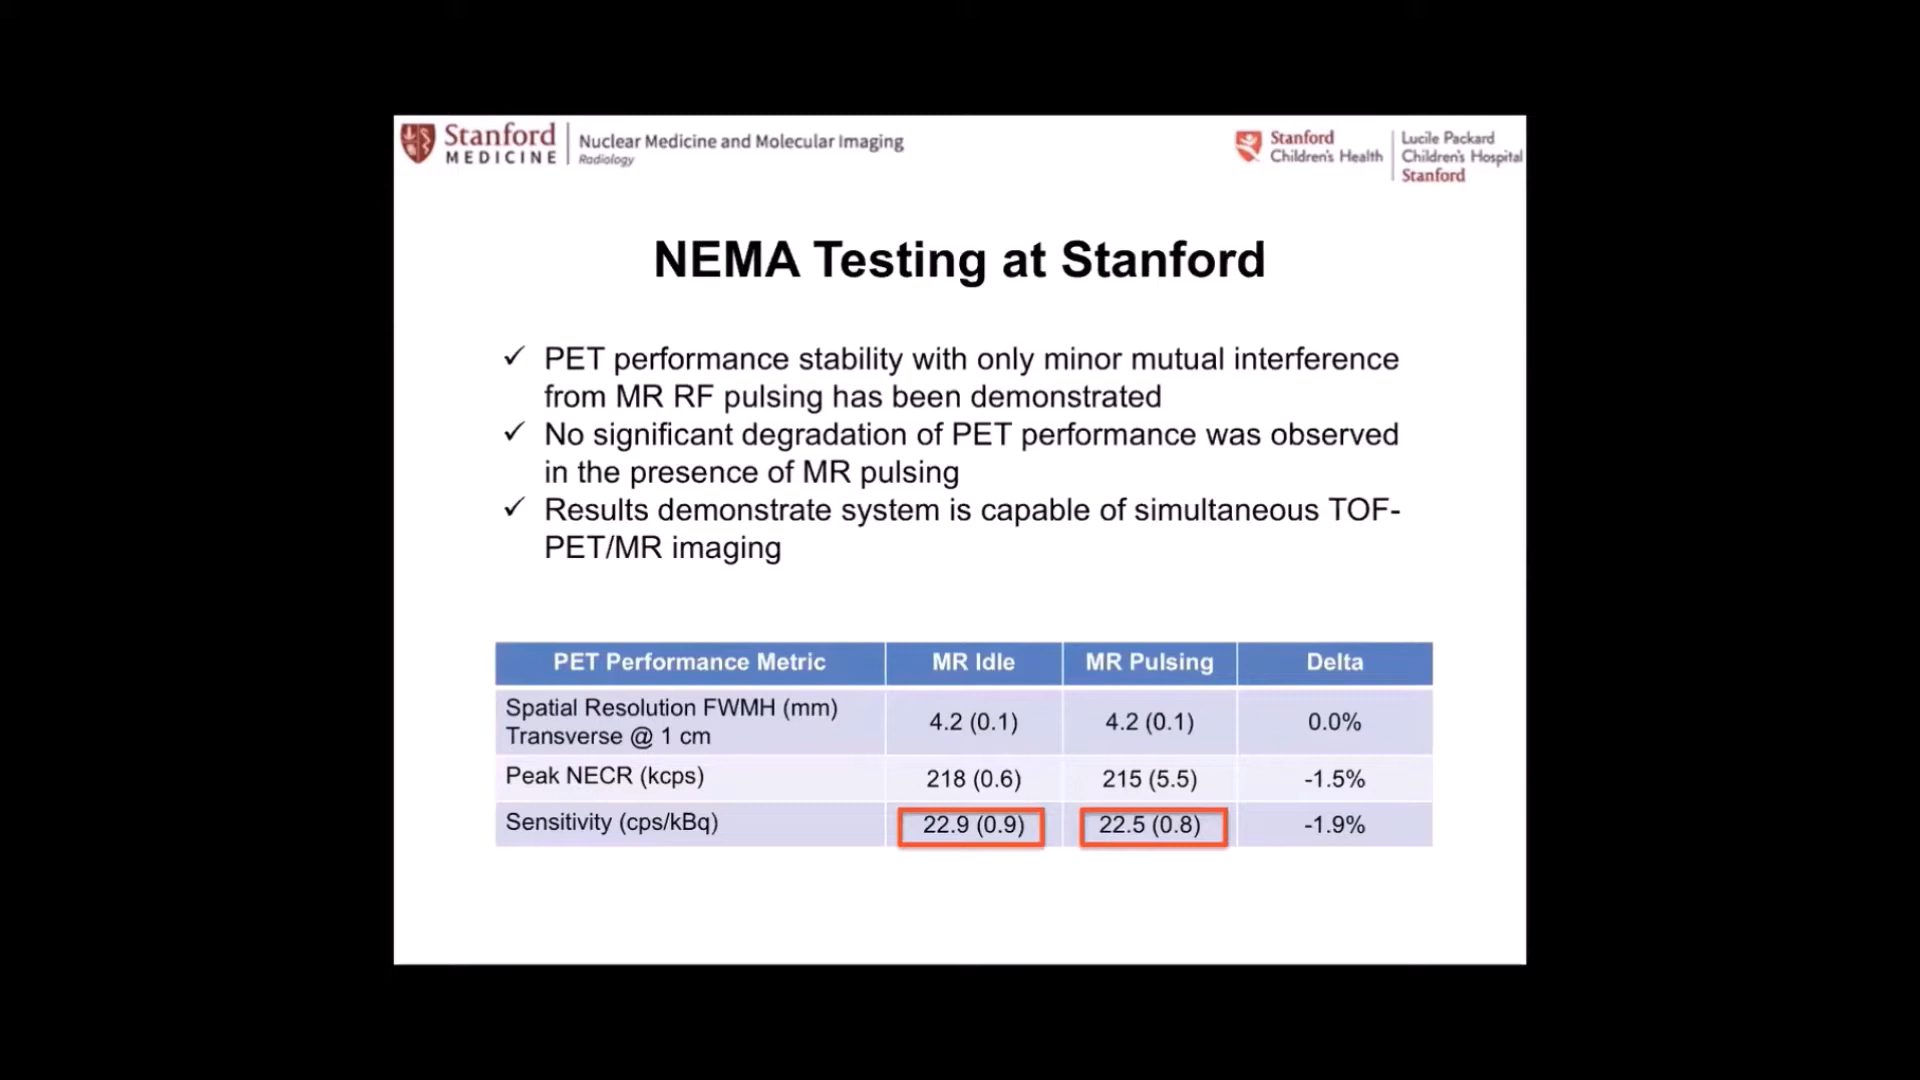 Stanford
MEDICINE
Nuclear Medicine and Molecular Imaging
Radiology
Stanford
Children's Health
Lucile Packard
Children's Hospital
Stanford
NEMA Testing at Stanford
✓ PET performance stability with only minor mutual interference
from MR RF pulsing has been demonstrated
✓ No significant degradation of PET performance was observed
in the presence of MR pulsing
✓ Results demonstrate system is capable of simultaneous TOF-
PET/MR imaging
PET Performance Metric MR Idle MR Pulsing Delta
Spatial Resolution FWMH (mm)
Transverse @ 1 cm 4.2 (0.1) 4.2 (0.1) 0.0%
Peak NECR (kcps) 218 (0.6) 215 (5.5) -1.5%
Sensitivity (cps/kBq) 22.9 (0.9) 22.5 (0.8) -1.9%